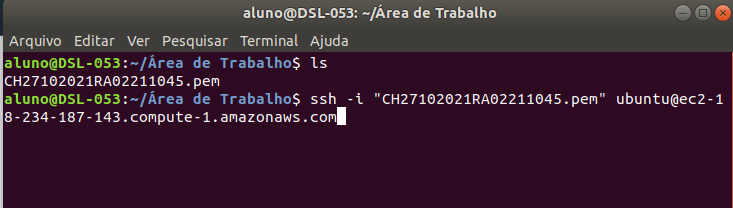 aluno@DSL-053: ~/Área de Trabalho
Arquivo Editar Ver Pesquisar Terminal Ajuda
aluno@DSL-053:~/Área de Trabalho$ ls
CH27102021RA02211045.pem
aluno@DSL-053:~/Área de Trabalho$ ssh -i "CH27102021RA02211045.pem" ubuntu@ec2-1
8-234-187-143.compute-1.amazonaws.com